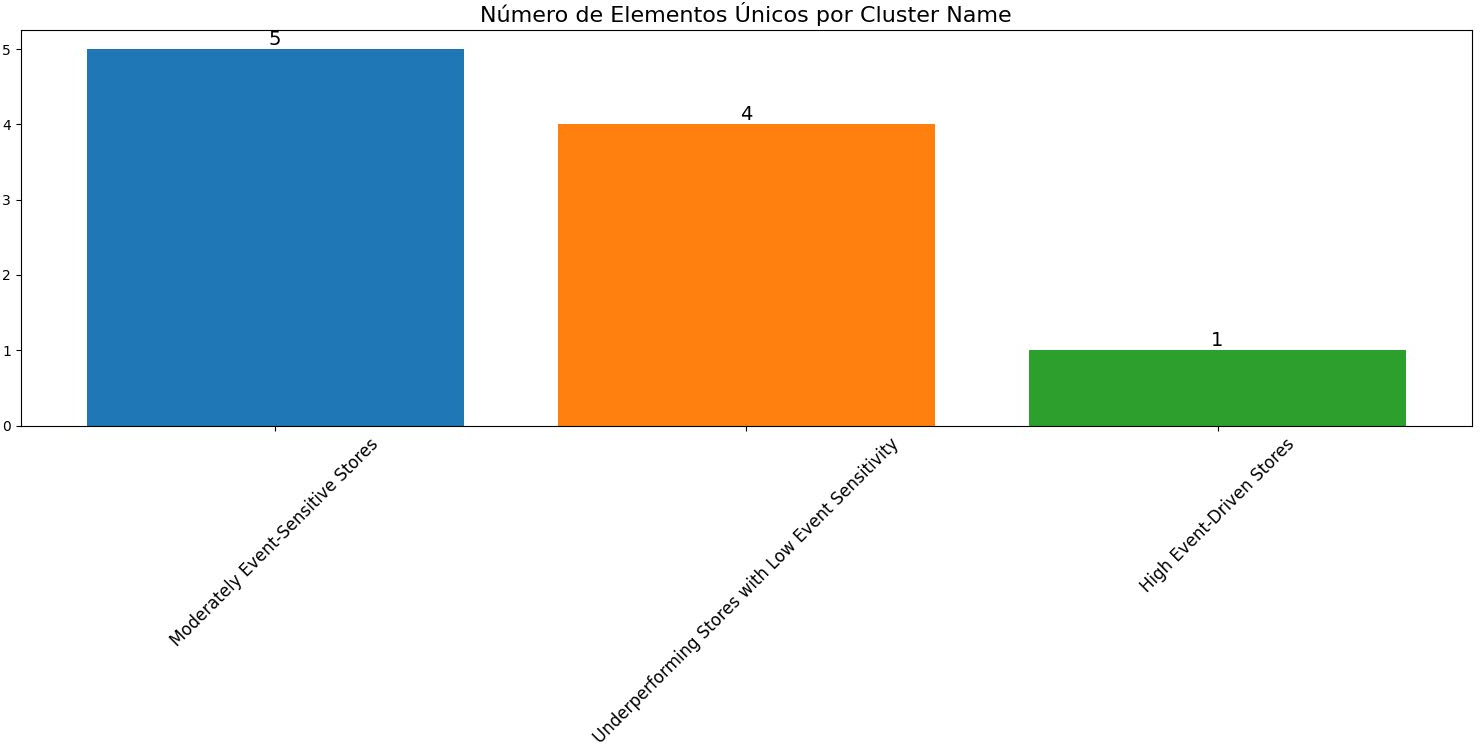 Número de Elementos Únicos por Cluster Name
5
4
3
2
1
0
5
4
1
Moderately Event-Sensitive Stores
Underperforming Stores with Low Event Sensitivity
High Event-Driven Stores